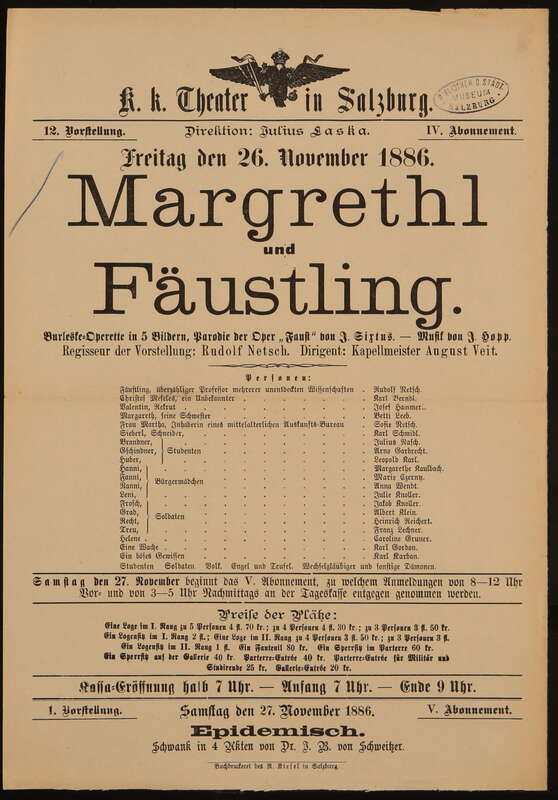 K. k. Theater in Salzburg.
BIBLIOTHEK D. STÄDT.
MUSEUM
SALZBURG
12. Vorstellung. Direktion: Julius Laska. IV. Abonnement.
Freitag den 26. November 1886.
Margrethl
und
Fäustling.
Burleske-Operette in 5 Bildern, Parodie der Oper „Faust“ von J. Sixtus. — Musik von J. Hopp.
Regisseur der Vorstellung: Rudolf Netsch. Dirigent: Kapellmeister August Veit.
Personen:
Fäustling, überzähliger Professor mehrerer unentdeckten Wissenschaften . Rudolf Netsch.
Christof Mefeles, ein Unbekannter . Karl Berndl.
Valentin, Rekrut . Josef Hammerl.
Margareth, seine Schwester . Betti Leeb.
Frau Martha, Inhaberin eines mittelalterlichen Auskunfts-Bureau . Sofie Netsch.
Sieberl, Schneider, . Karl Schmidl.
Brandner, . Julius Nasch.
Gschindner, Studenten . Arno Garbrecht.
Huber, . Leopold Karl.
Hanni, . Margarethe Kaulbach.
Fanni, . Marie Czerny.
Nanni, Bürgermädchen . Anna Wendt.
Leni, . Julie Knoller.
Frosch, . Jakob Knoller.
Grad, . Albert Klein.
Recht, Soldaten . Heinrich Reichert.
Treu, . Franz Lechner.
Helene . Caroline Gruner.
Eine Wache . Karl Gordon.
Ein böses Gewissen . Karl Karban.
Studenten Soldaten. Volk. Engel und Teufel. Wechselgläubiger und sonstige Dämonen.
Samstag den 27. November beginnt das V. Abonnement, zu welchem Anmeldungen von 8—12 Uhr
Vor- und von 3—5 Uhr Nachmittags an der Tageskasse entgegen genommen werden.
Preise der Plätze:
Eine Loge im I. Rang zu 5 Personen 4 fl. 70 kr.; zu 4 Personen 4 fl. 30 kr.; zu 3 Personen 3 fl. 50 kr.
Ein Logensitz im I. Rang 2 fl.; Eine Loge im II. Rang zu 4 Personen 3 fl. 50 kr.; zu 3 Personen 3 fl.
Ein Logensitz im II. Rang 1 fl. Ein Fauteuil 80 kr. Ein Sperrsitz im Parterre 60 kr.
Ein Sperrsitz auf der Gallerie 40 kr. Parterre-Entrée 40 kr. Parterre-Entrée für Militär und
Studirende 25 kr. Gallerie-Entrée 20 kr.
Kassa-Eröffnung halb 7 Uhr. — Anfang 7 Uhr. — Ende 9 Uhr.
1. Vorstellung. Samstag den 27. November 1886. V. Abonnement.
Epidemisch.
Schwank in 4 Akten von Dr. J. B. von Schweitzer.
Buchdruckerei des R. Kiesel in Salzburg.